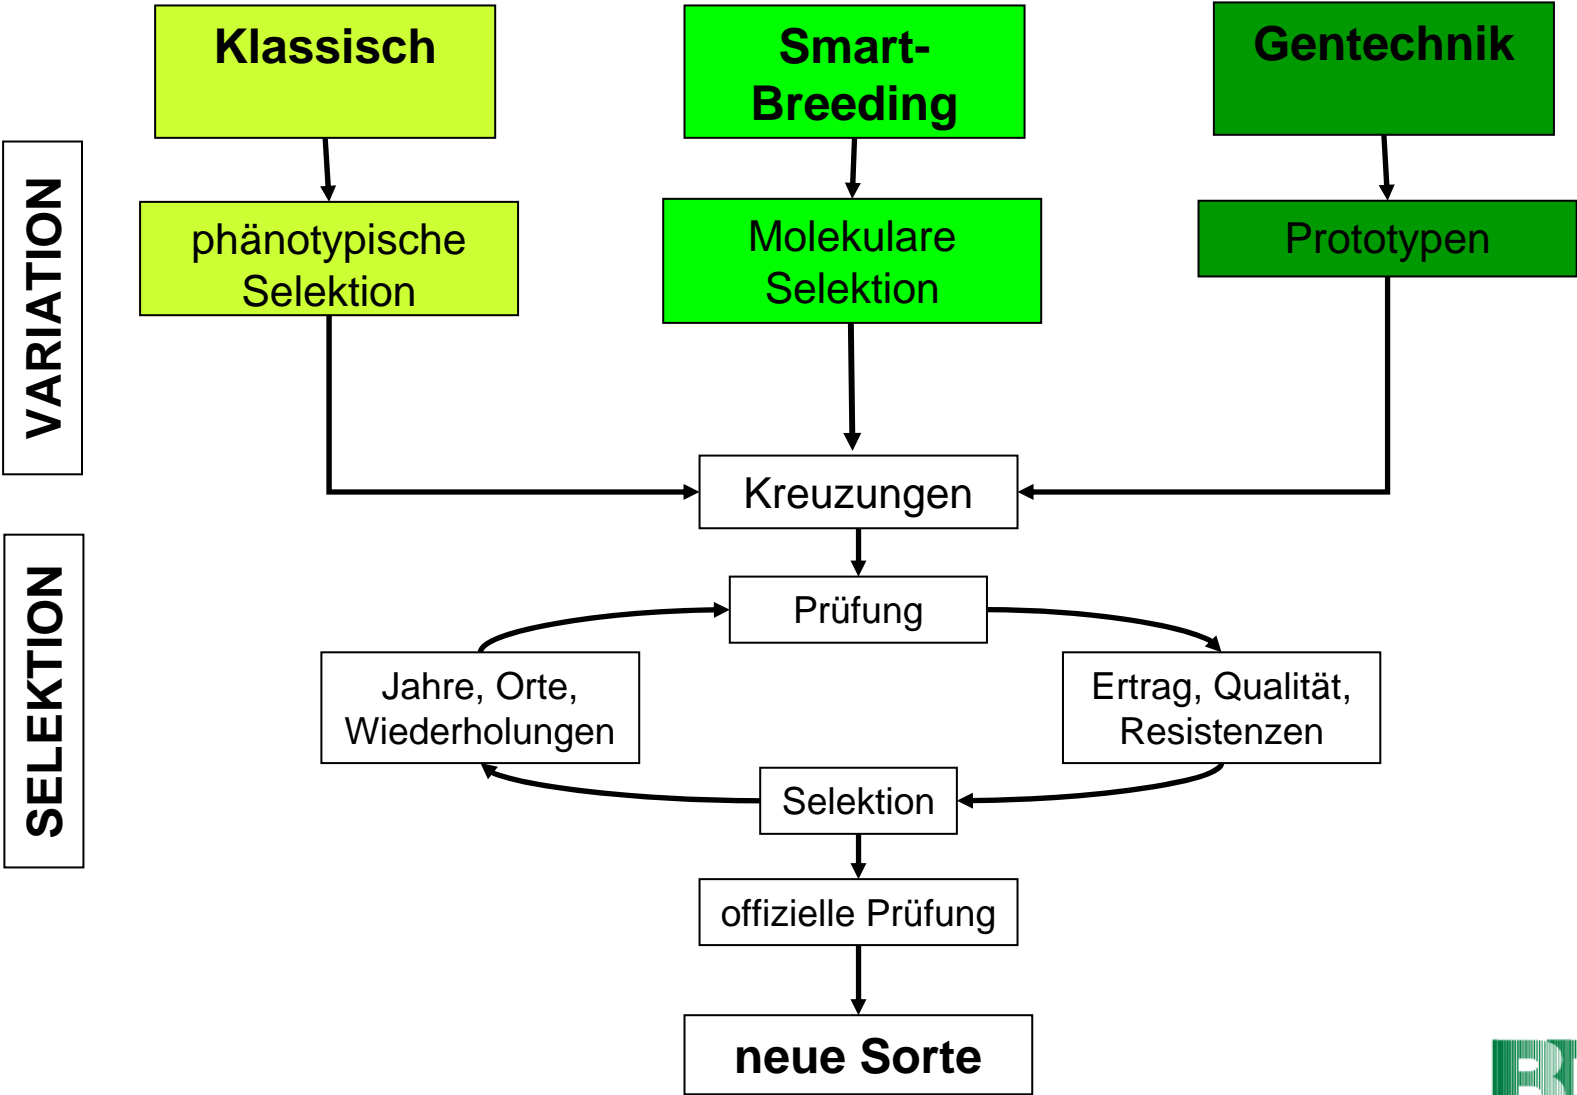 Klassisch
Smart-
Breeding
Gentechnik
VARIATION
phänotypische
Selektion
Molekulare
Selektion
Prototypen
Kreuzungen
SELEKTION
Prüfung
Jahre, Orte,
Wiederholungen
Ertrag, Qualität,
Resistenzen
Selektion
offizielle Prüfung
neue Sorte